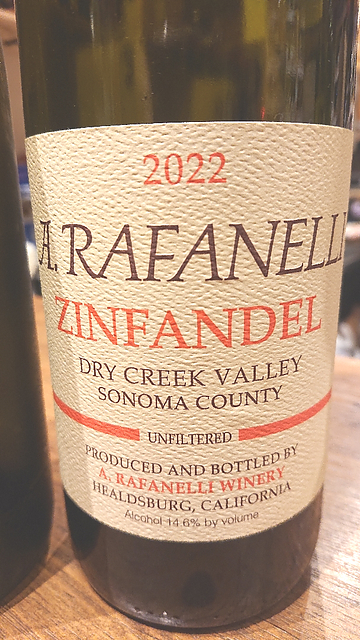 2022
A. RAFANELLI
ZINFANDEL
DRY CREEK VALLEY
SONOMA COUNTY
UNFILTERED
PRODUCED AND BOTTLED BY
A. RAFANELLI WINERY
HEALDSBURG, CALIFORNIA
Alcohol 14.6% by volume